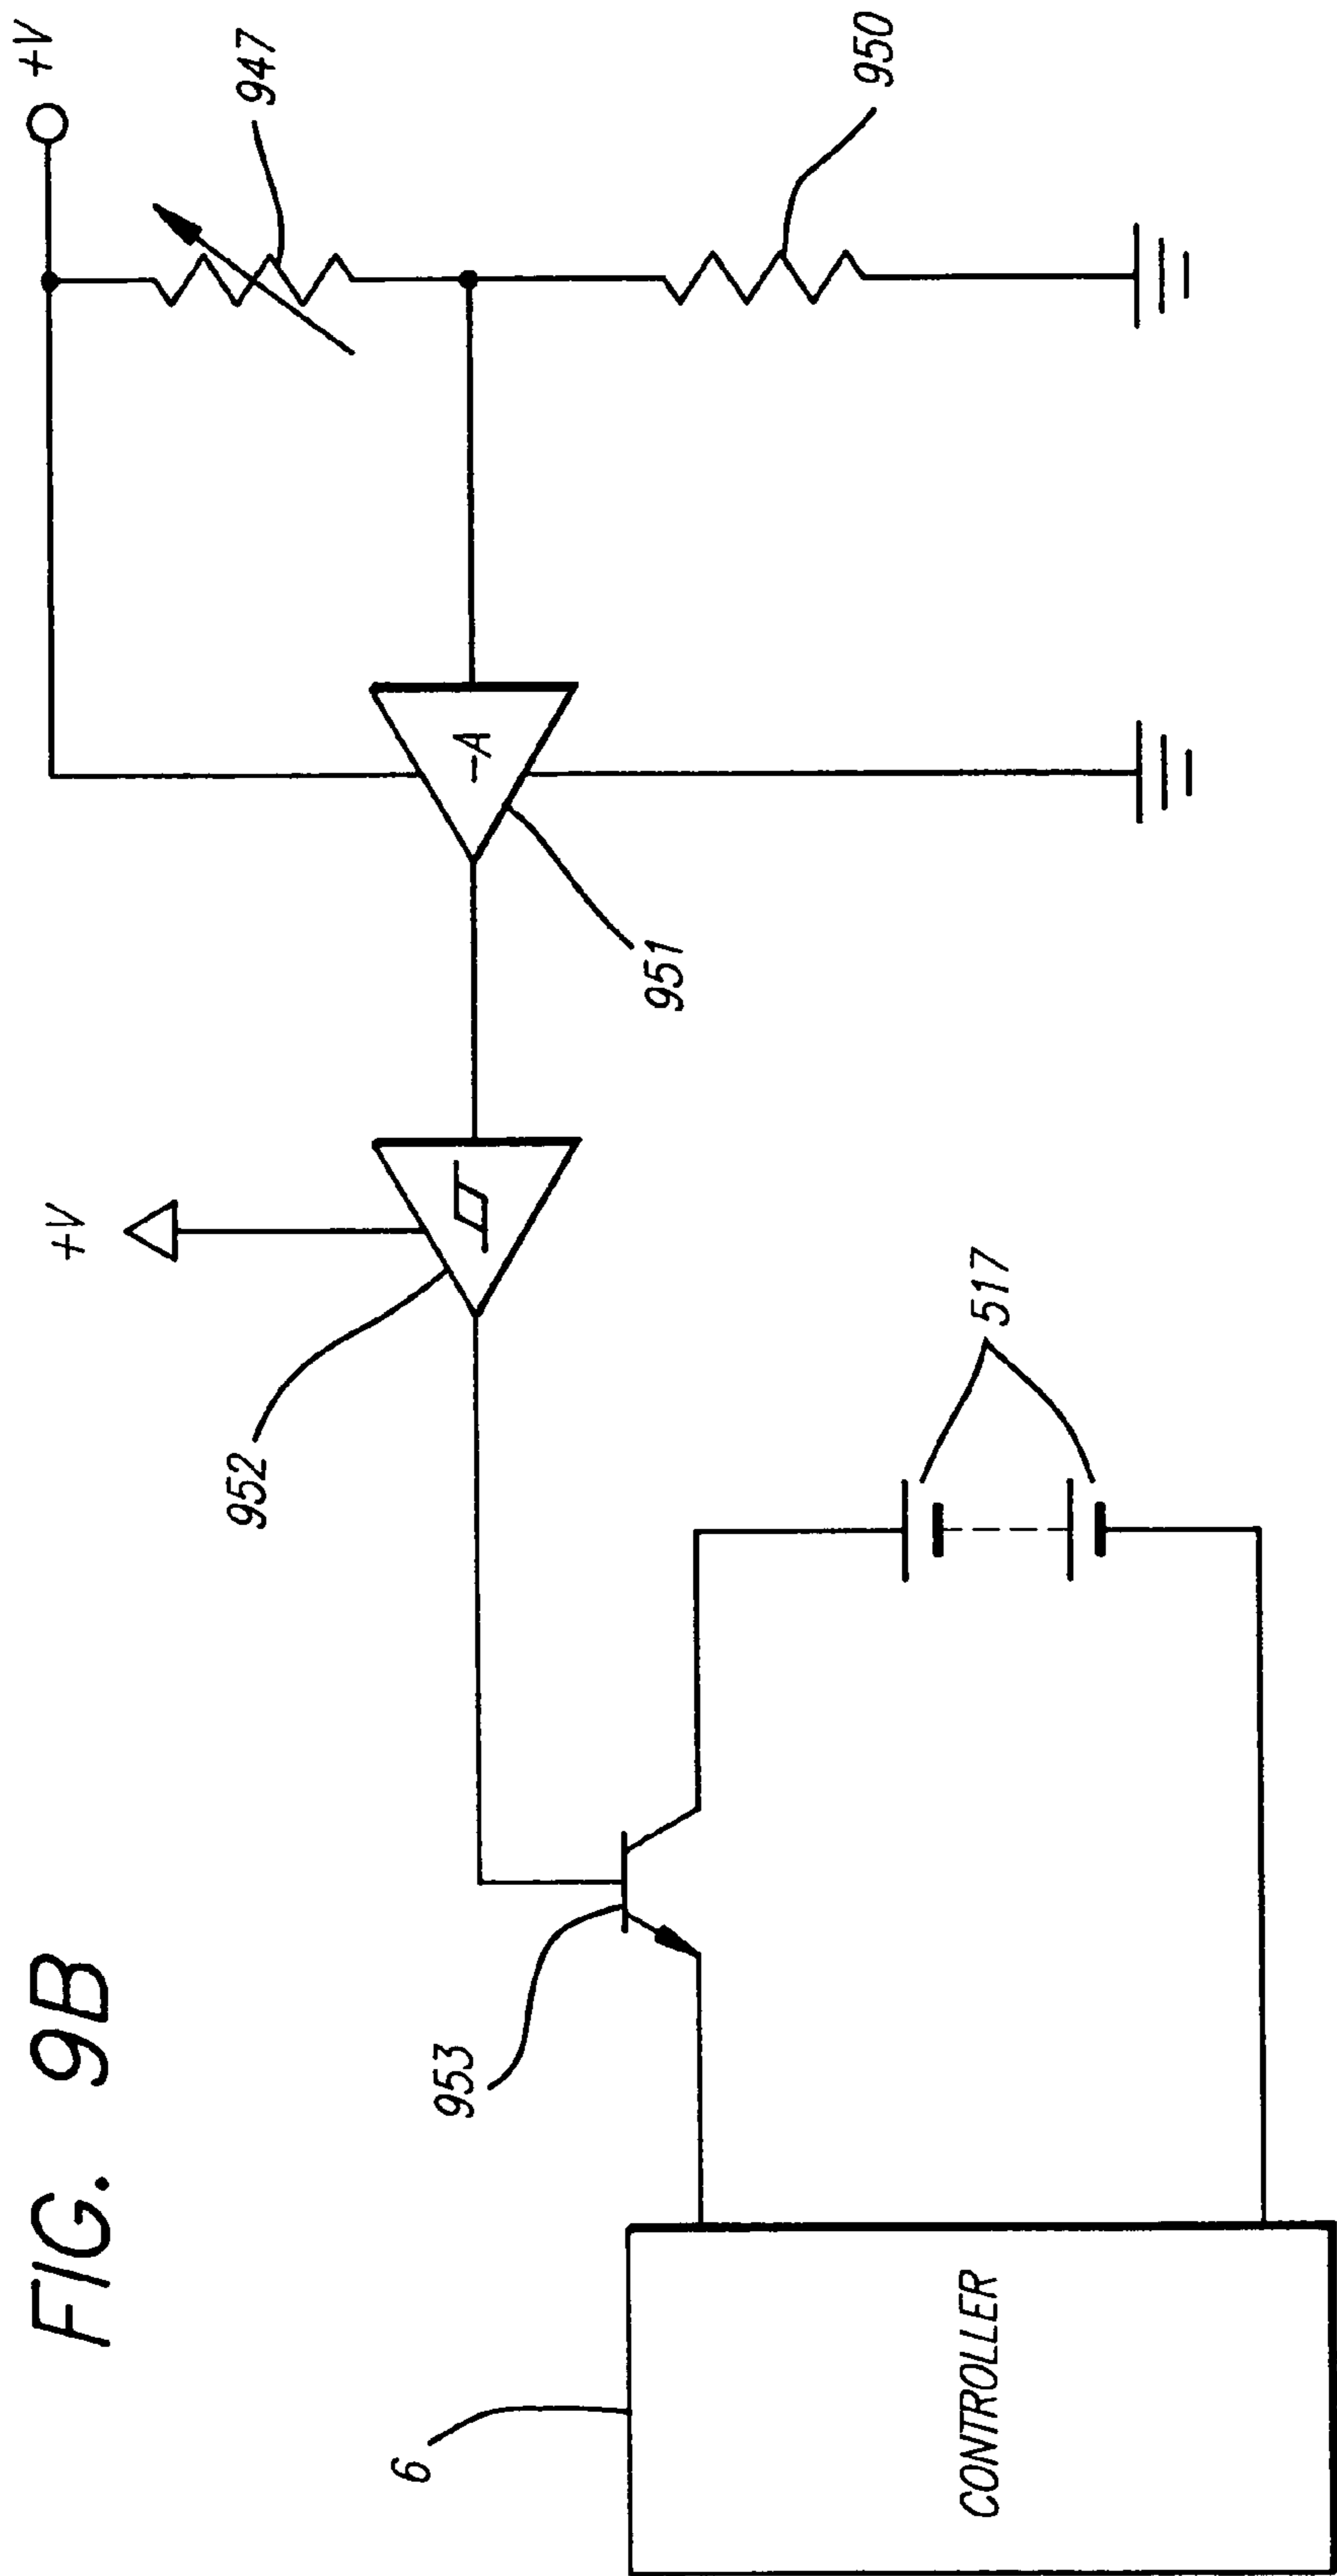 FIG. 9B
+V
947
950
-A
951
+V
952
517
953
6
CONTROLLER